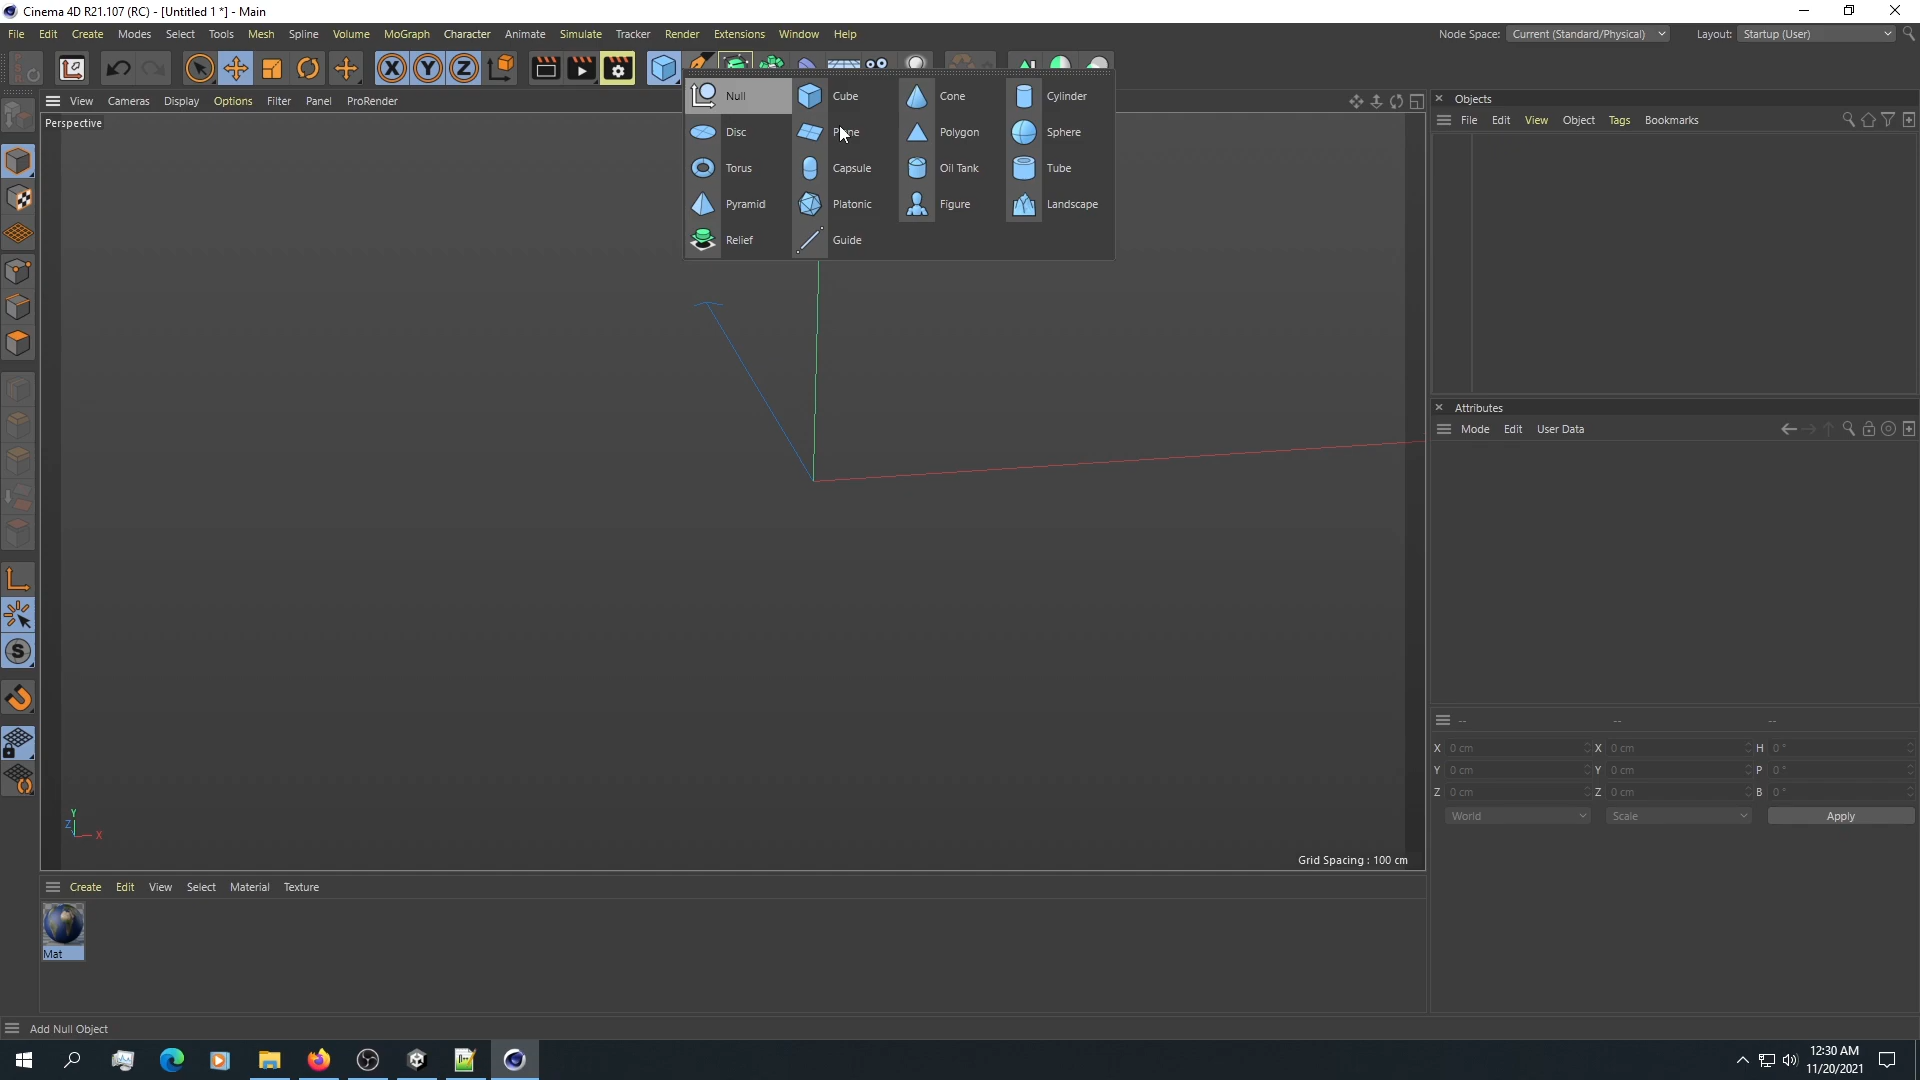 Cinema 4D R21.107 (RC) - [Untitled 1 *] - Main
File Edit Create Modes Select Tools Mesh Spline Volume MoGraph Character Animate Simulate Tracker Render Extensions Window Help Node Space: Current (Standard/Physical) Layout: Startup (User)
X Y Z
View Cameras Display Options Filter Panel ProRender
Perspective
Null Cube Cone Cylinder
Disc Plane Polygon Sphere
Torus Capsule Oil Tank Tube
Pyramid Platonic Figure Landscape
Relief Guide
Objects
File Edit View Object Tags Bookmarks
Attributes
Mode Edit User Data
S
-- -- --
X 0 cm X 0 cm H 0 °
Y 0 cm Y 0 cm P 0 °
Z 0 cm Z 0 cm B 0 °
World Scale Apply
Y
Z
X
Grid Spacing : 100 cm
Create Edit View Select Material Texture
Mat
Add Null Object
12:30 AM
11/20/2021